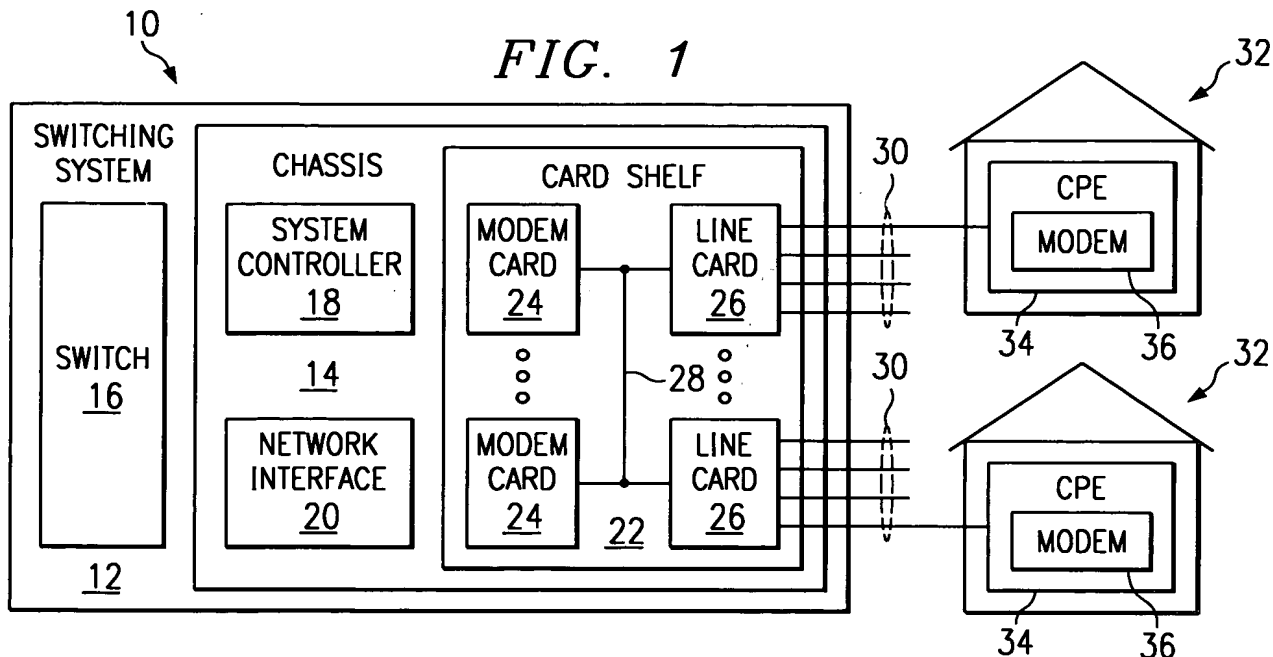 10
FIG. 1
32
SWITCHING
SYSTEM
SWITCH
16
12
CHASSIS
SYSTEM
CONTROLLER
18
14
NETWORK
INTERFACE
20
CARD SHELF
MODEM
CARD
24
LINE
CARD
26
28
MODEM
CARD
24
LINE
CARD
26
22
30
30
CPE
MODEM
34
36
32
CPE
MODEM
34
36